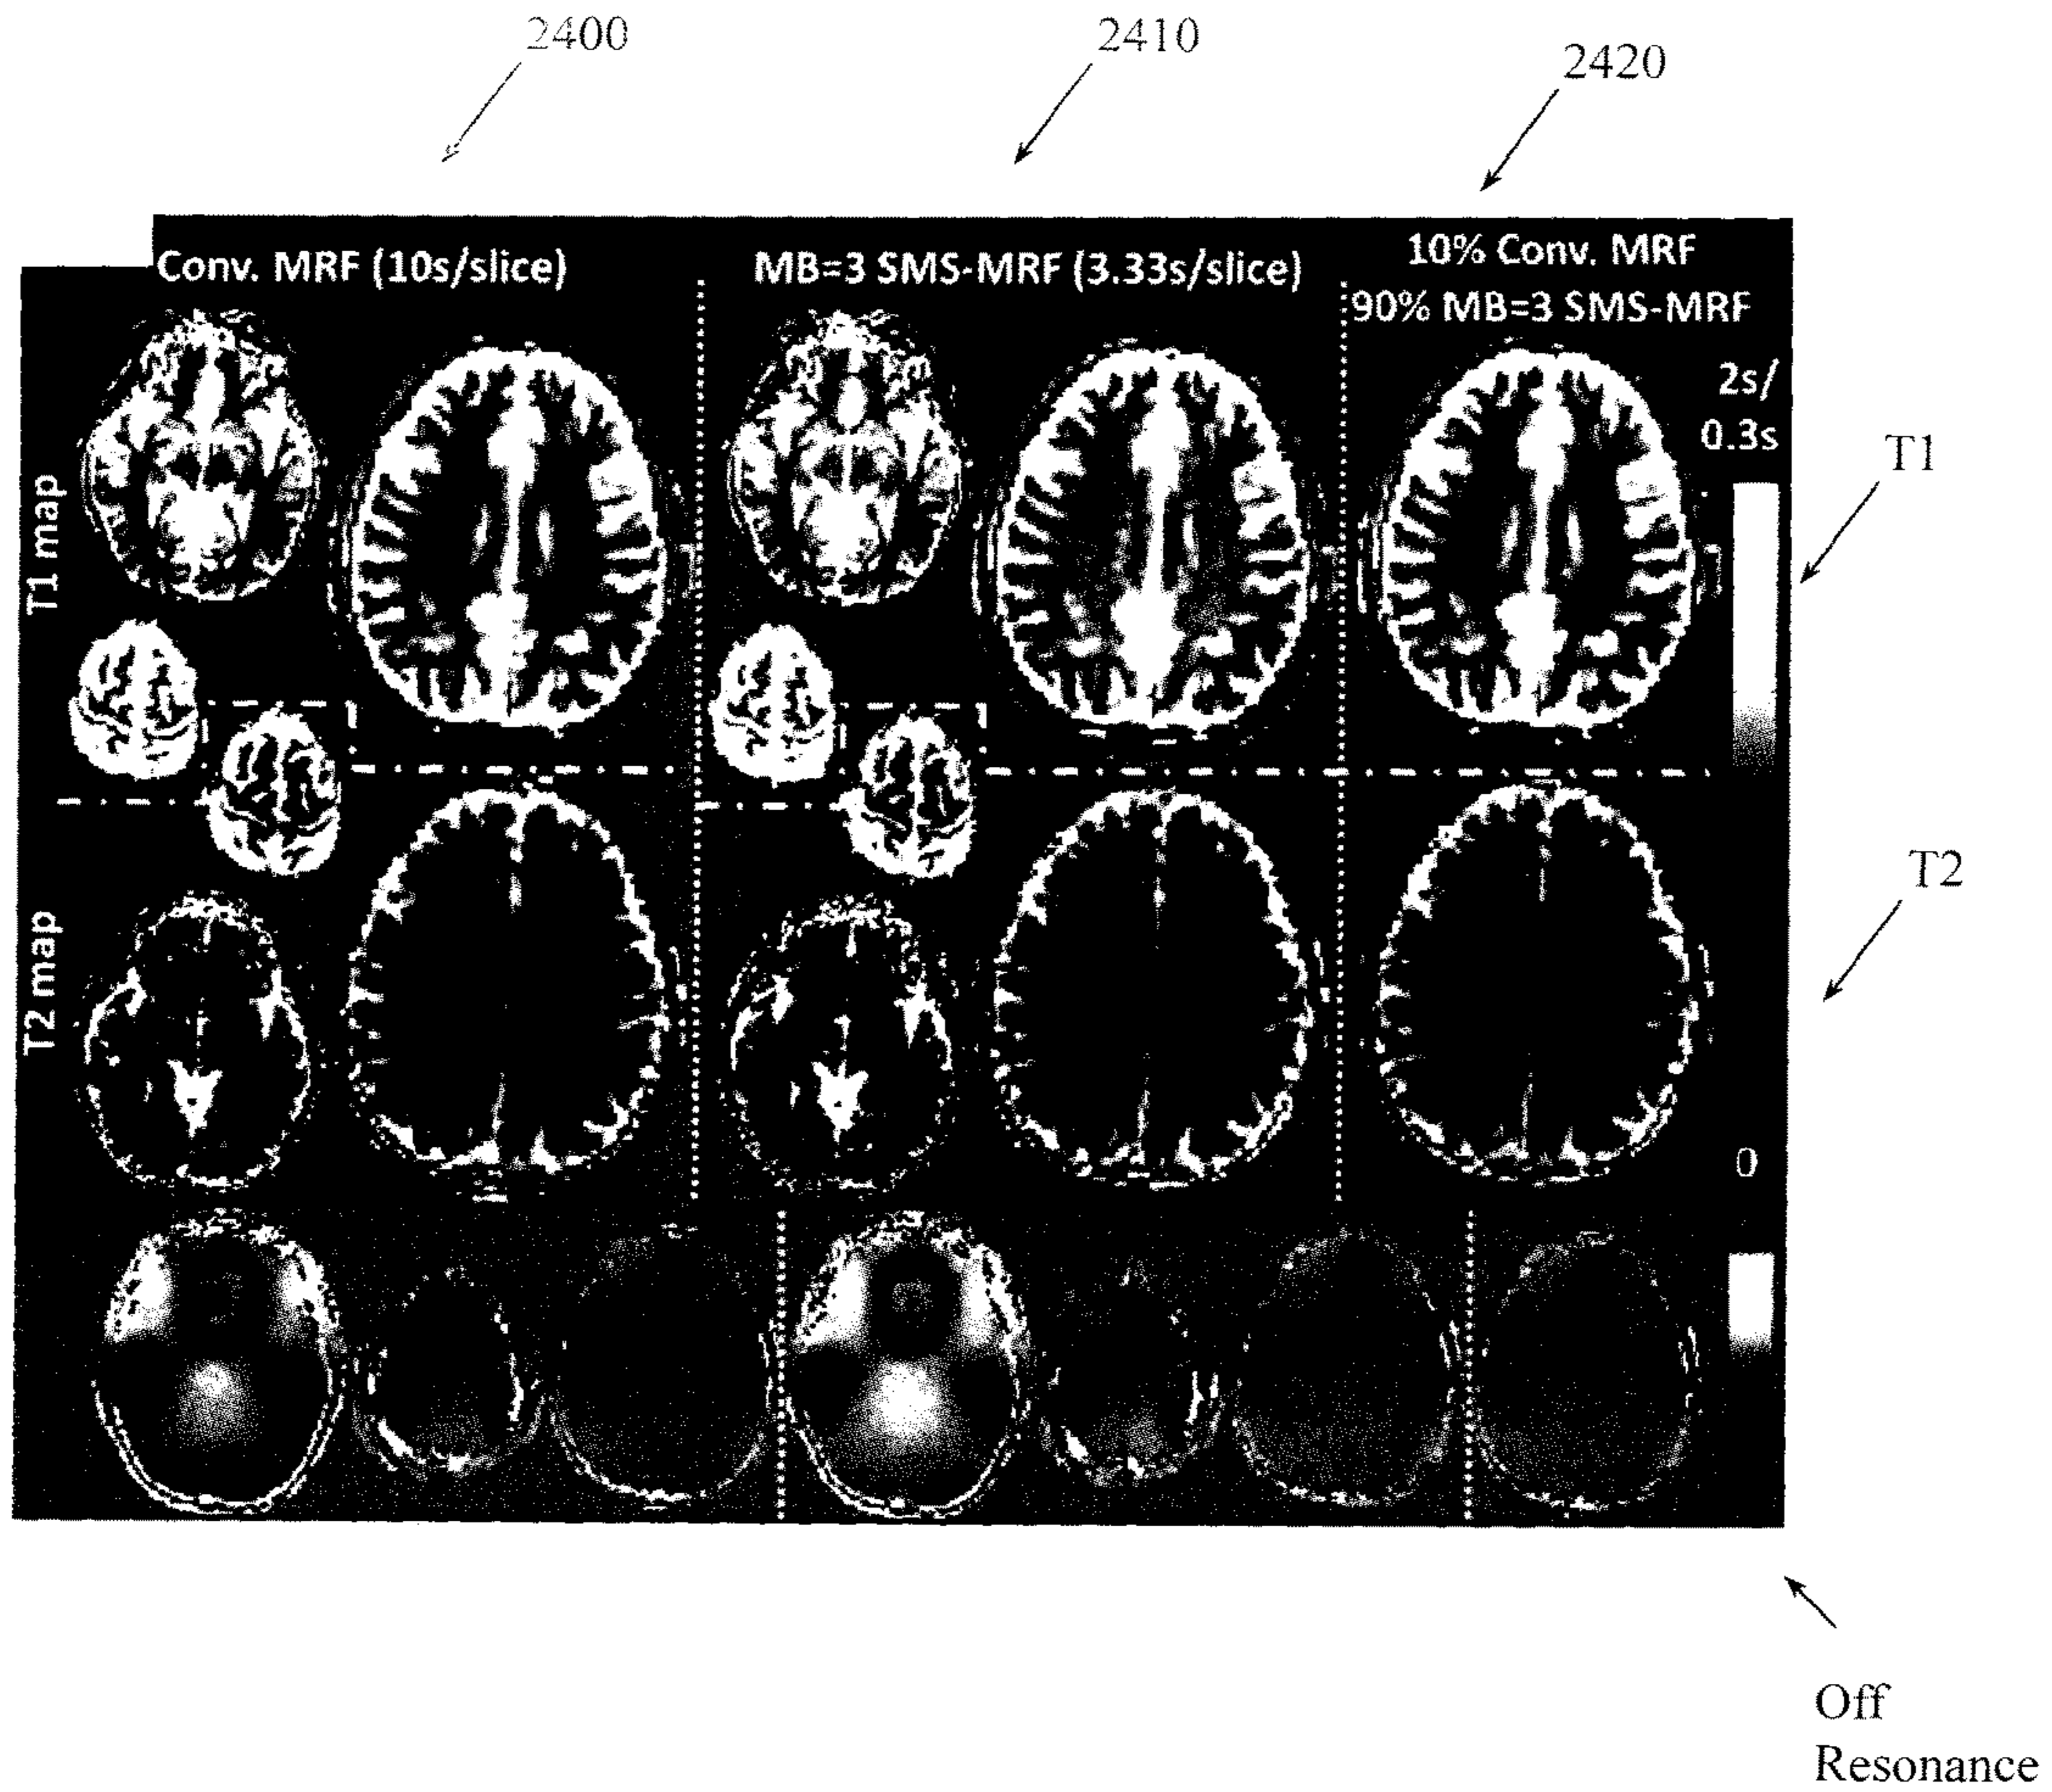 2400
2410
2420
Conv. MRF (10s/slice)
MB=3 SMS-MRF (3.33s/slice)
10% Conv. MRF
90% MB=3 SMS-MRF
2s/
0.3s
T1
T1 map
T2
T2 map
0
Off
Resonance